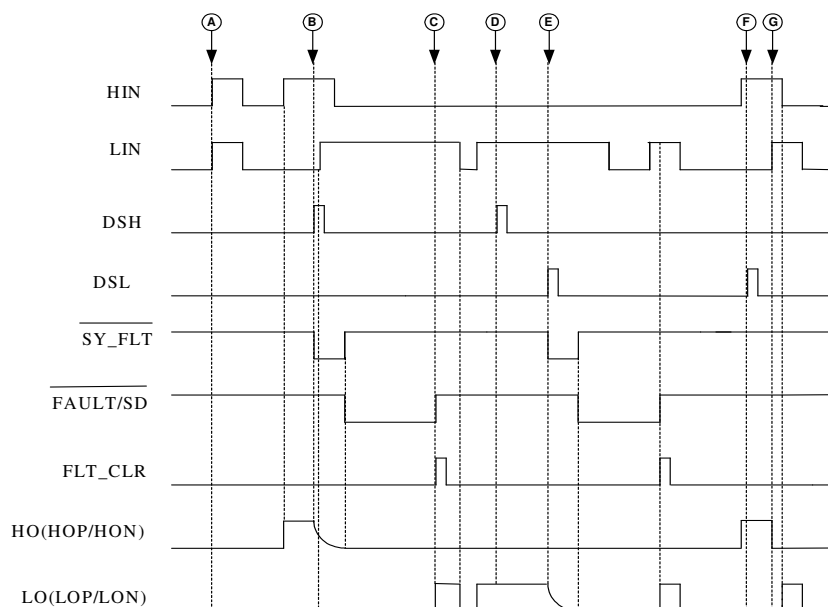 A B C D E F G
HIN
LIN
DSH
DSL
SY_FLT
FAULT/SD
FLT_CLR
HO(HOP/HON)
LO(LOP/LON)